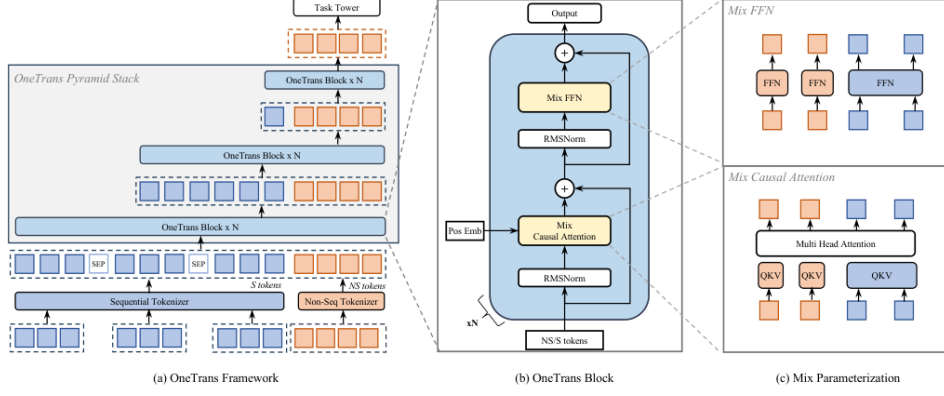 Task Tower
OneTrans Pyramid Stack
OneTrans Block x N
OneTrans Block x N
OneTrans Block x N
SEP
SEP
S tokens
NS tokens
Sequential Tokenizer
Non-Seq Tokenizer
(a) OneTrans Framework
Output
Mix FFN
RMSNorm
Pos Emb
Mix
Causal Attention
RMSNorm
xN
NS/S tokens
(b) OneTrans Block
Mix FFN
FFN
FFN
FFN
Mix Causal Attention
Multi Head Attention
QKV
QKV
QKV
(c) Mix Parameterization